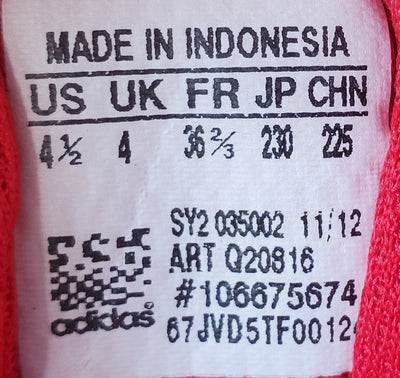 MADE IN INDONESIA
US UK FR JP CHN
4½ 4 36⅔ 230 225
SY2 035002 11/12
ART Q20816
#106675674
adidas 67JVD5TF0012